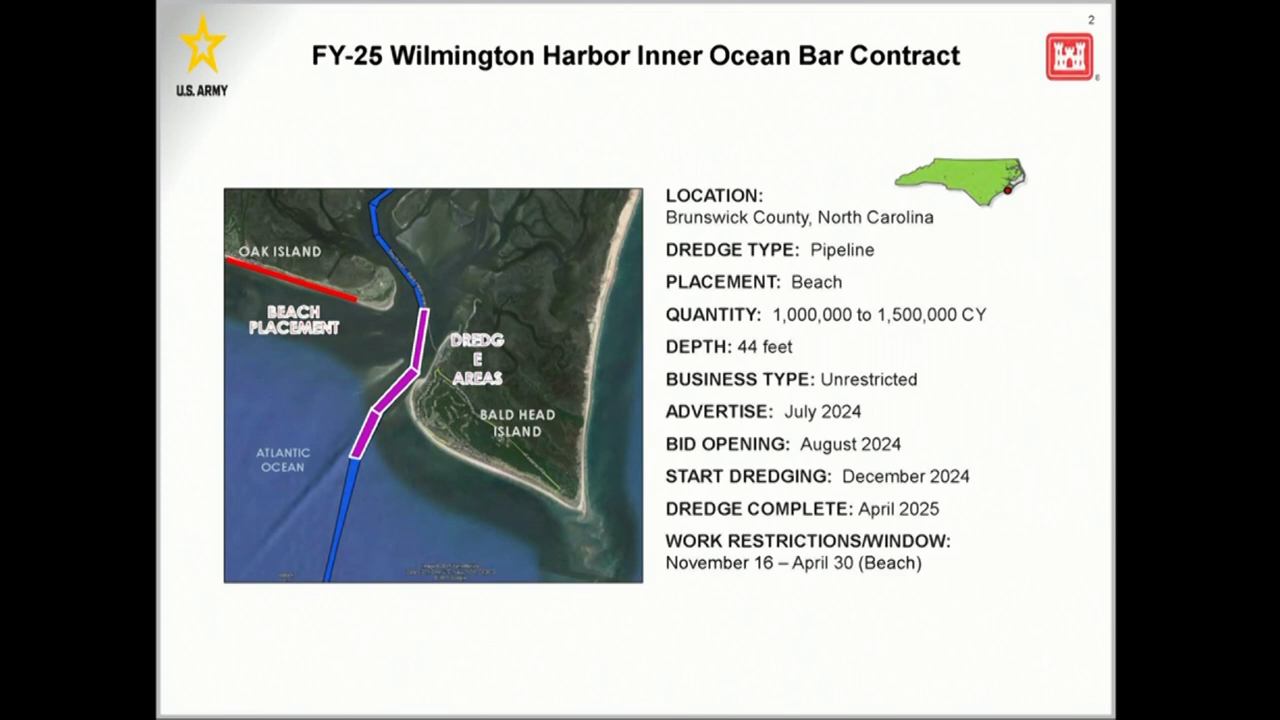 2
FY-25 Wilmington Harbor Inner Ocean Bar Contract
U.S. ARMY
OAK ISLAND
BEACH
PLACEMENT
DREDG
E
AREAS
BALD HEAD
ISLAND
ATLANTIC
OCEAN
LOCATION:
Brunswick County, North Carolina
DREDGE TYPE: Pipeline
PLACEMENT: Beach
QUANTITY: 1,000,000 to 1,500,000 CY
DEPTH: 44 feet
BUSINESS TYPE: Unrestricted
ADVERTISE: July 2024
BID OPENING: August 2024
START DREDGING: December 2024
DREDGE COMPLETE: April 2025
WORK RESTRICTIONS/WINDOW:
November 16 – April 30 (Beach)